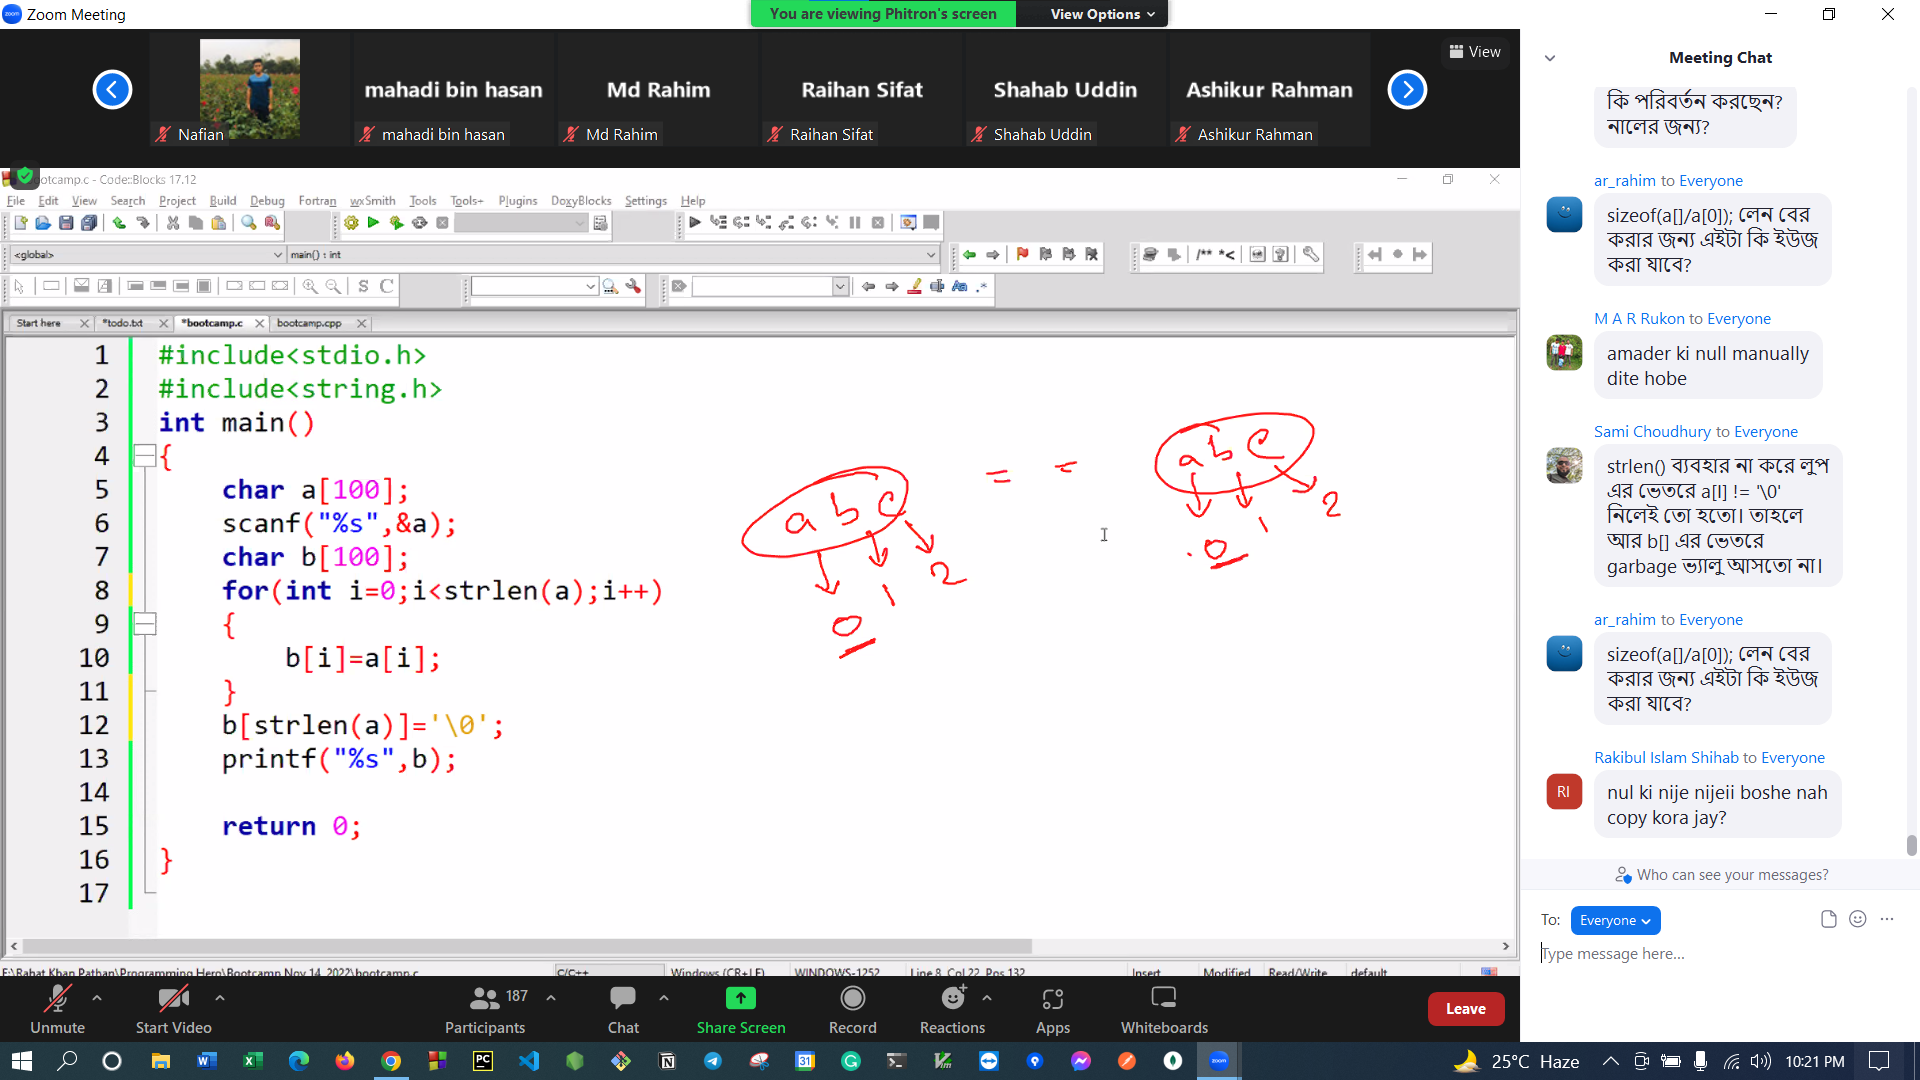 Zoom Meeting
You are viewing Phitron's screen
View Options
View
mahadi bin hasan
Md Rahim
Raihan Sifat
Shahab Uddin
Ashikur Rahman
Nafian
mahadi bin hasan
Md Rahim
Raihan Sifat
Shahab Uddin
Ashikur Rahman
ootcamp.c - Code::Blocks 17.12
File Edit View Search Project Build Debug Fortran wxSmith Tools Tools+ Plugins DoxyBlocks Settings Help
<global>
main() : int
Start here
*todo.txt
*bootcamp.c
bootcamp.cpp
1 #include<stdio.h>
2 #include<string.h>
3 int main()
4 {
5 char a[100];
6 scanf("%s",&a);
7 char b[100];
8 for(int i=0;i<strlen(a);i++)
9 {
10 b[i]=a[i];
11 }
12 b[strlen(a)]='\0';
13 printf("%s",b);
14
15 return 0;
16 }
17
a b c
= =
a b c
0 1 2
0 1 2
F:\Rahat Khan Pathan\Programming Hero\Bootcamp Nov 14, 2022\bootcamp.c
C/C++
Windows (CR+LF)
WINDOWS-1252
Line 8, Col 22, Pos 132
Insert
Modified
Read/Write
default
Meeting Chat
কি পরিবর্তন করছেন?
নালের জন্য?
ar_rahim to Everyone
sizeof(a[]/a[0]); লেন বের
করার জন্য এইটা কি ইউজ
করা যাবে?
M A R Rukon to Everyone
amader ki null manually
dite hobe
Sami Choudhury to Everyone
strlen() ব্যবহার না করে লুপ
এর ভেতরে a[I] != '\0'
নিলেই তো হতো। তাহলে
আর b[] এর ভেতরে
garbage ভ্যালু আসতো না।
ar_rahim to Everyone
sizeof(a[]/a[0]); লেন বের
করার জন্য এইটা কি ইউজ
করা যাবে?
Rakibul Islam Shihab to Everyone
RI
nul ki nije nijeii boshe nah
copy kora jay?
Who can see your messages?
To: Everyone
Type message here...
Unmute
Start Video
187
Participants
Chat
Share Screen
Record
Reactions
Apps
Whiteboards
Leave
25°C Haze
10:21 PM